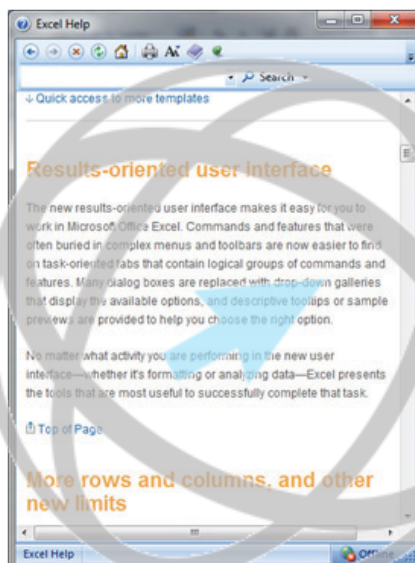 Excel Help
Search
Quick access to more templates
Results-oriented user interface
The new results-oriented user interface makes it easy for you to
work in Microsoft Office Excel. Commands and features that were
often buried in complex menus and toolbars are now easier to find
on task-oriented tabs that contain logical groups of commands and
features. Many dialog boxes are replaced with drop-down galleries
that display the available options, and descriptive tooltips or sample
previews are provided to help you choose the right option.
No matter what activity you are performing in the new user
interface—whether it's formatting or analyzing data—Excel presents
the tools that are most useful to successfully complete that task.
Top of Page
More rows and columns, and other
new limits
Excel Help
Offline